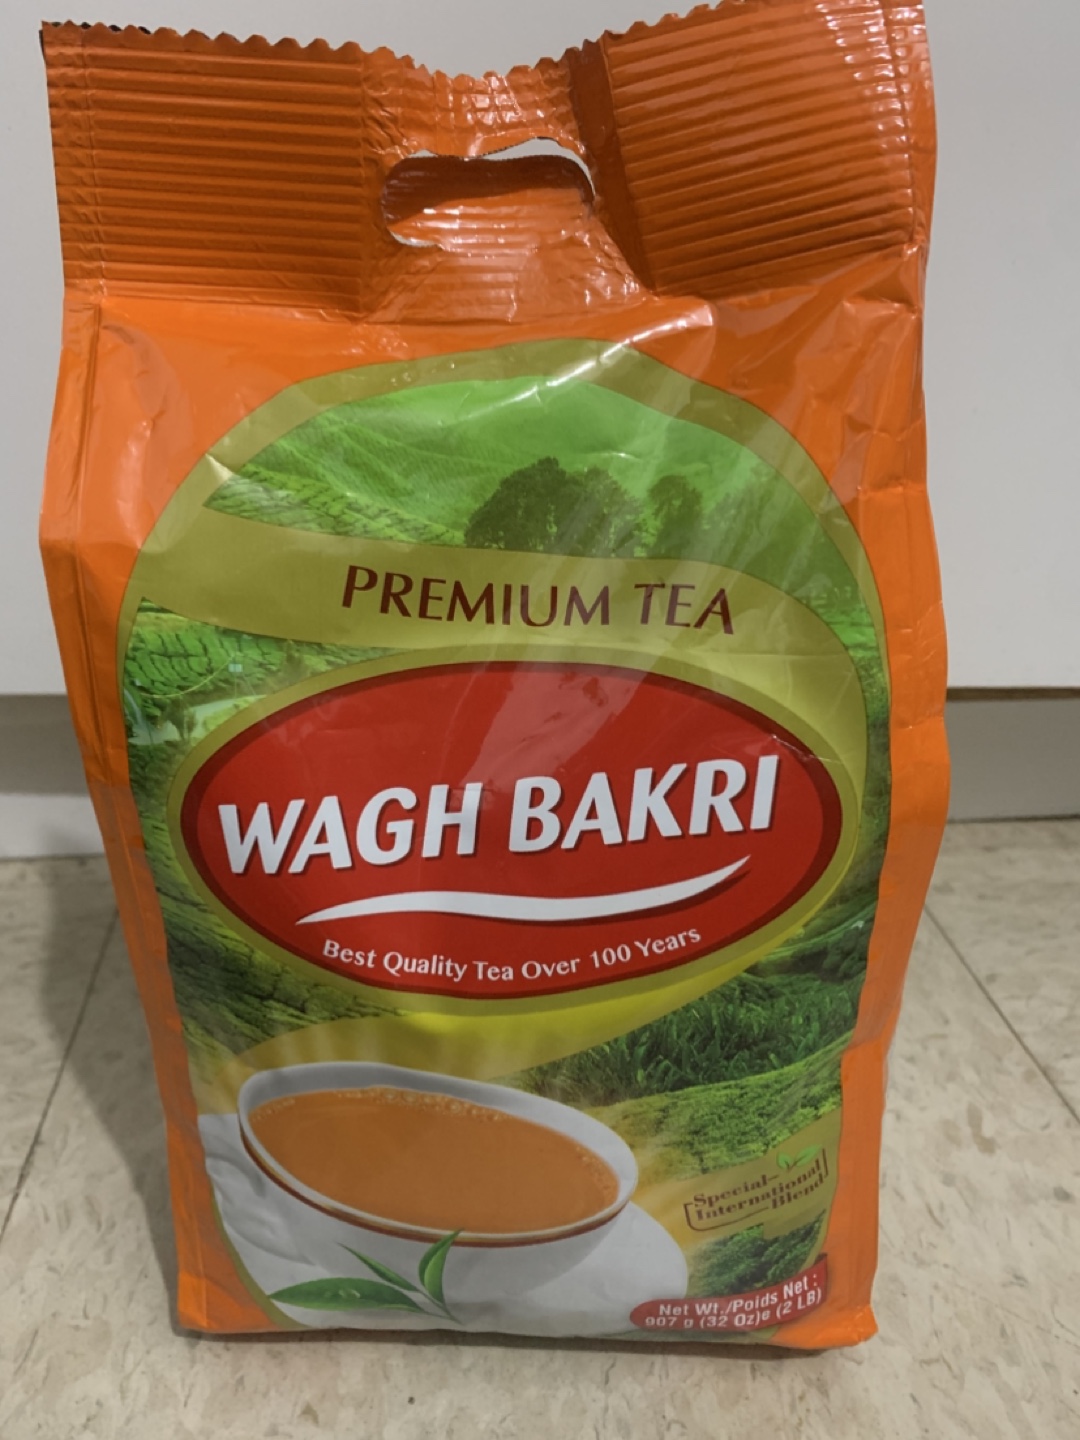 PREMIUM TEA
WAGH BAKRI
Best Quality Tea Over 100 Years
Special
International
Blend
Net Wt./Poids Net :
907 g (32 Oz)e (2 LB)